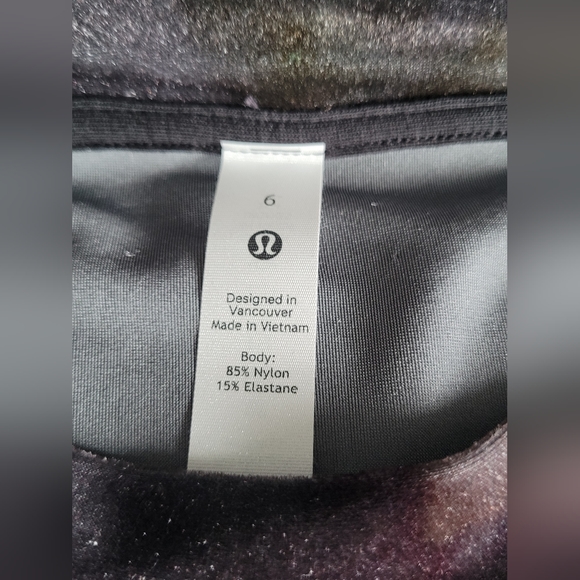 6
Designed in
Vancouver
Made in Vietnam
Body:
85% Nylon
15% Elastane